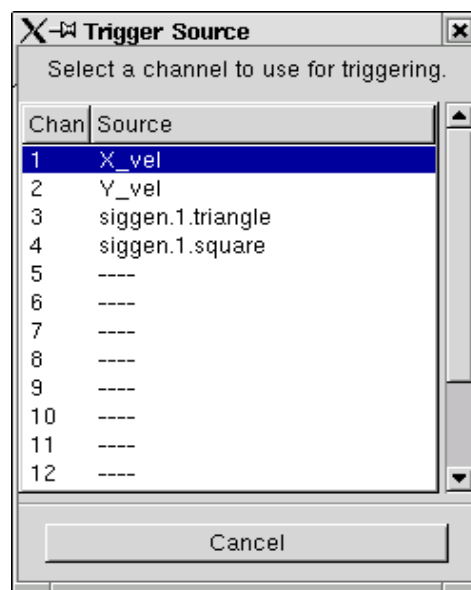 Trigger Source
Select a channel to use for triggering.
Chan Source
1 X_vel
2 Y_vel
3 siggen.1.triangle
4 siggen.1.square
5 ----
6 ----
7 ----
8 ----
9 ----
10 ----
11 ----
12 ----
Cancel